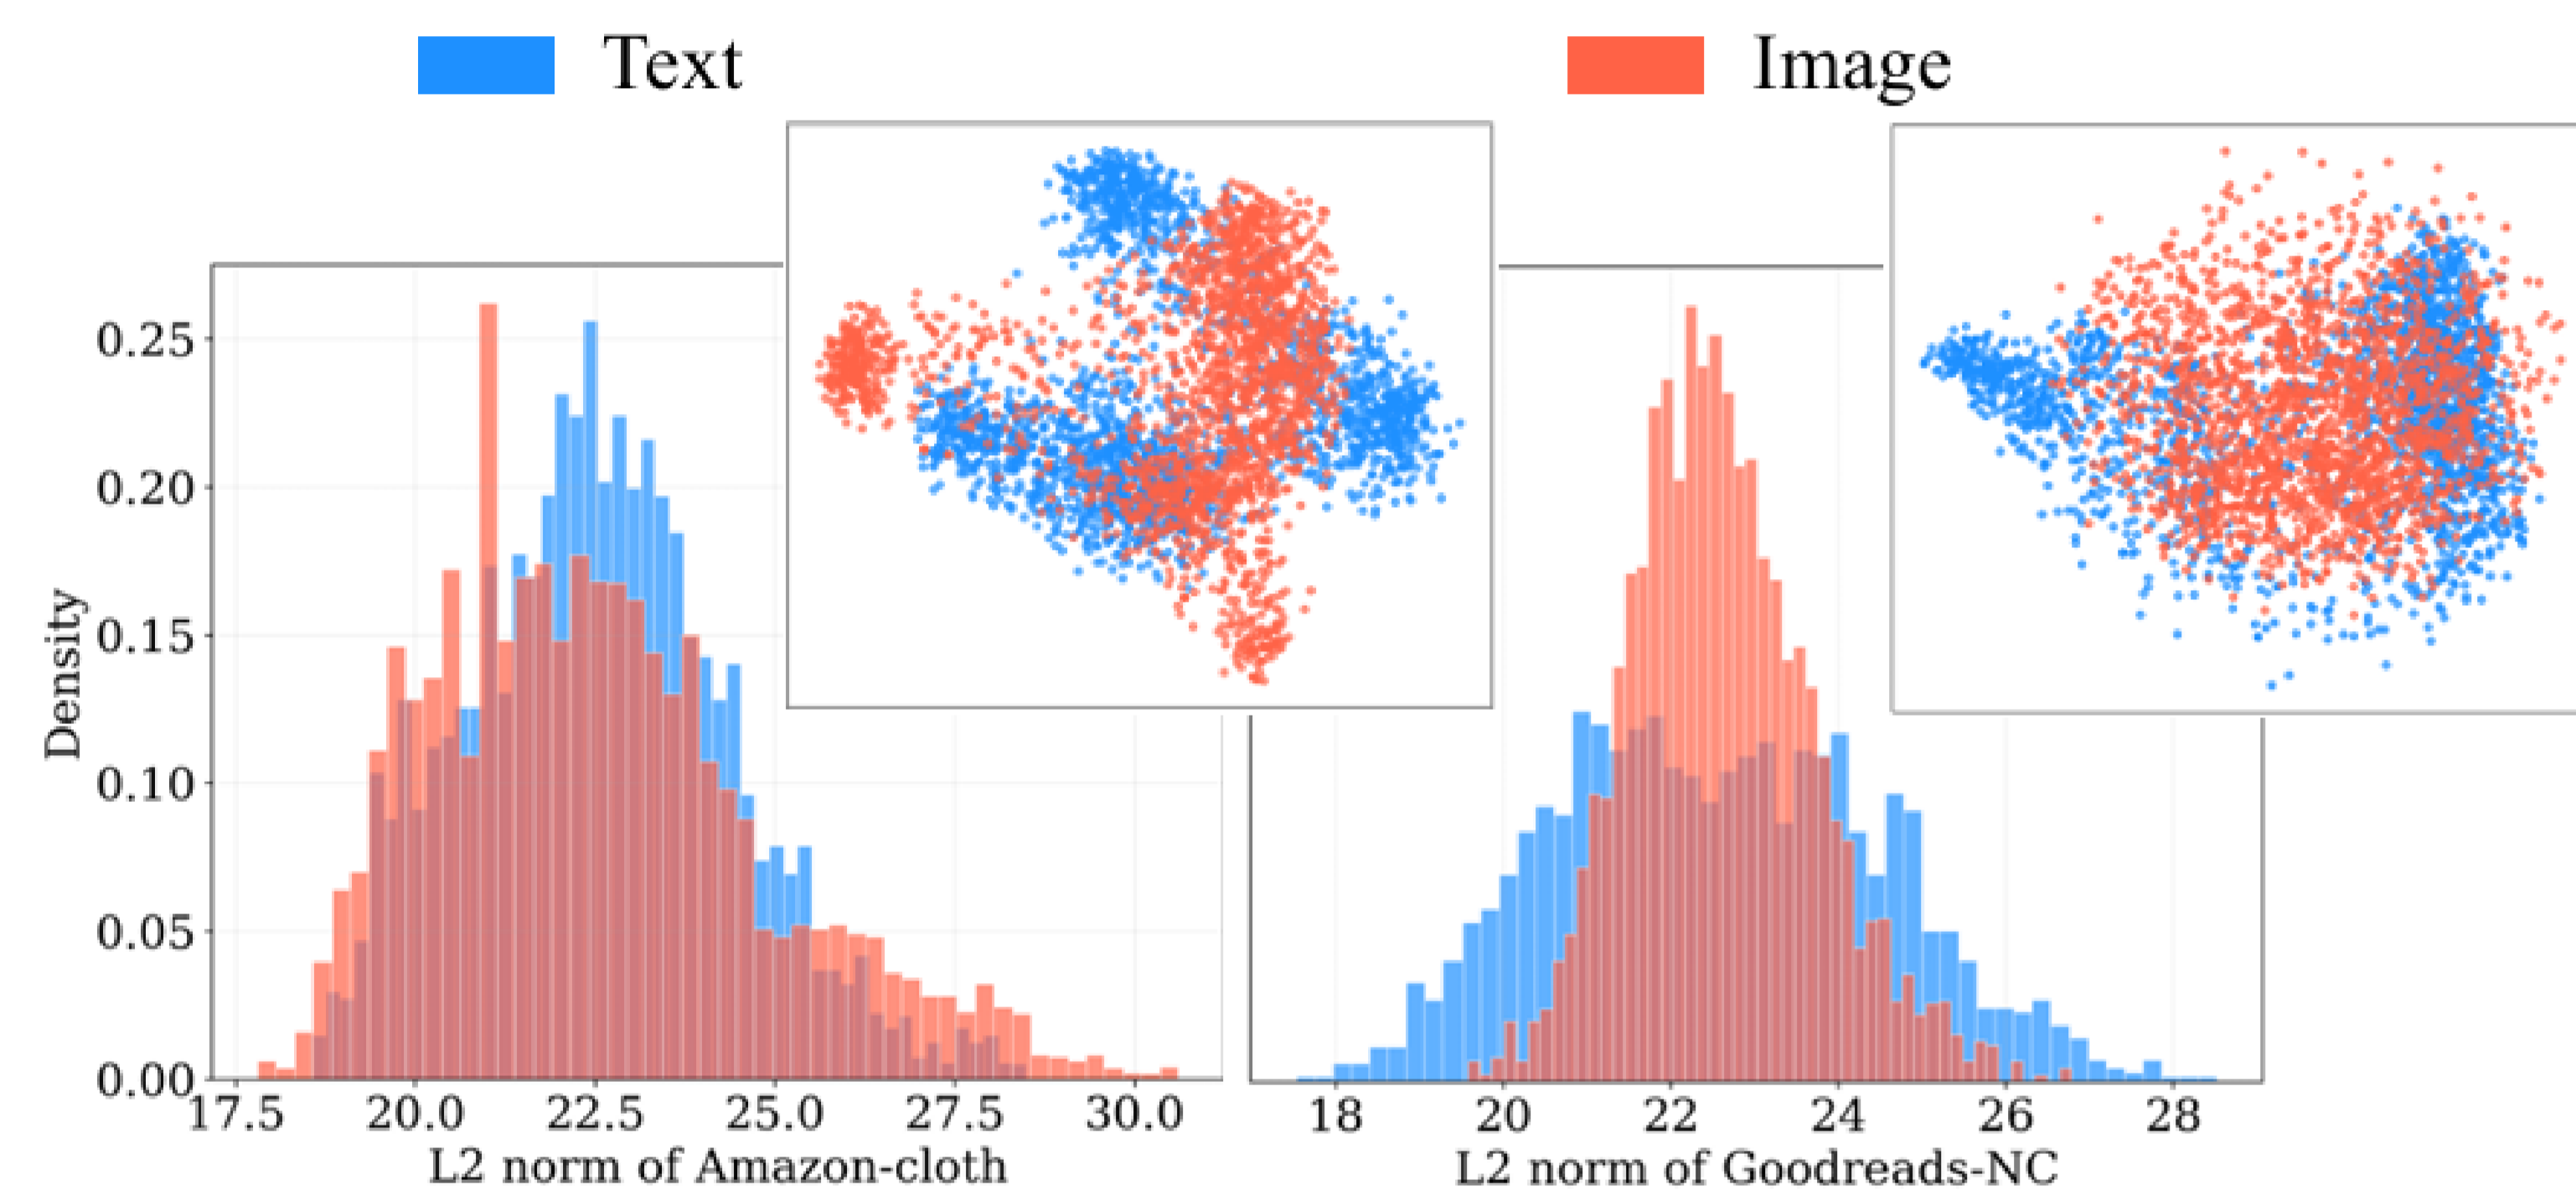 Text Image
Density
0.25
0.20
0.15
0.10
0.05
0.00
17.5 20.0 22.5 25.0 27.5 30.0
L2 norm of Amazon-cloth
18 20 22 24 26 28
L2 norm of Goodreads-NC